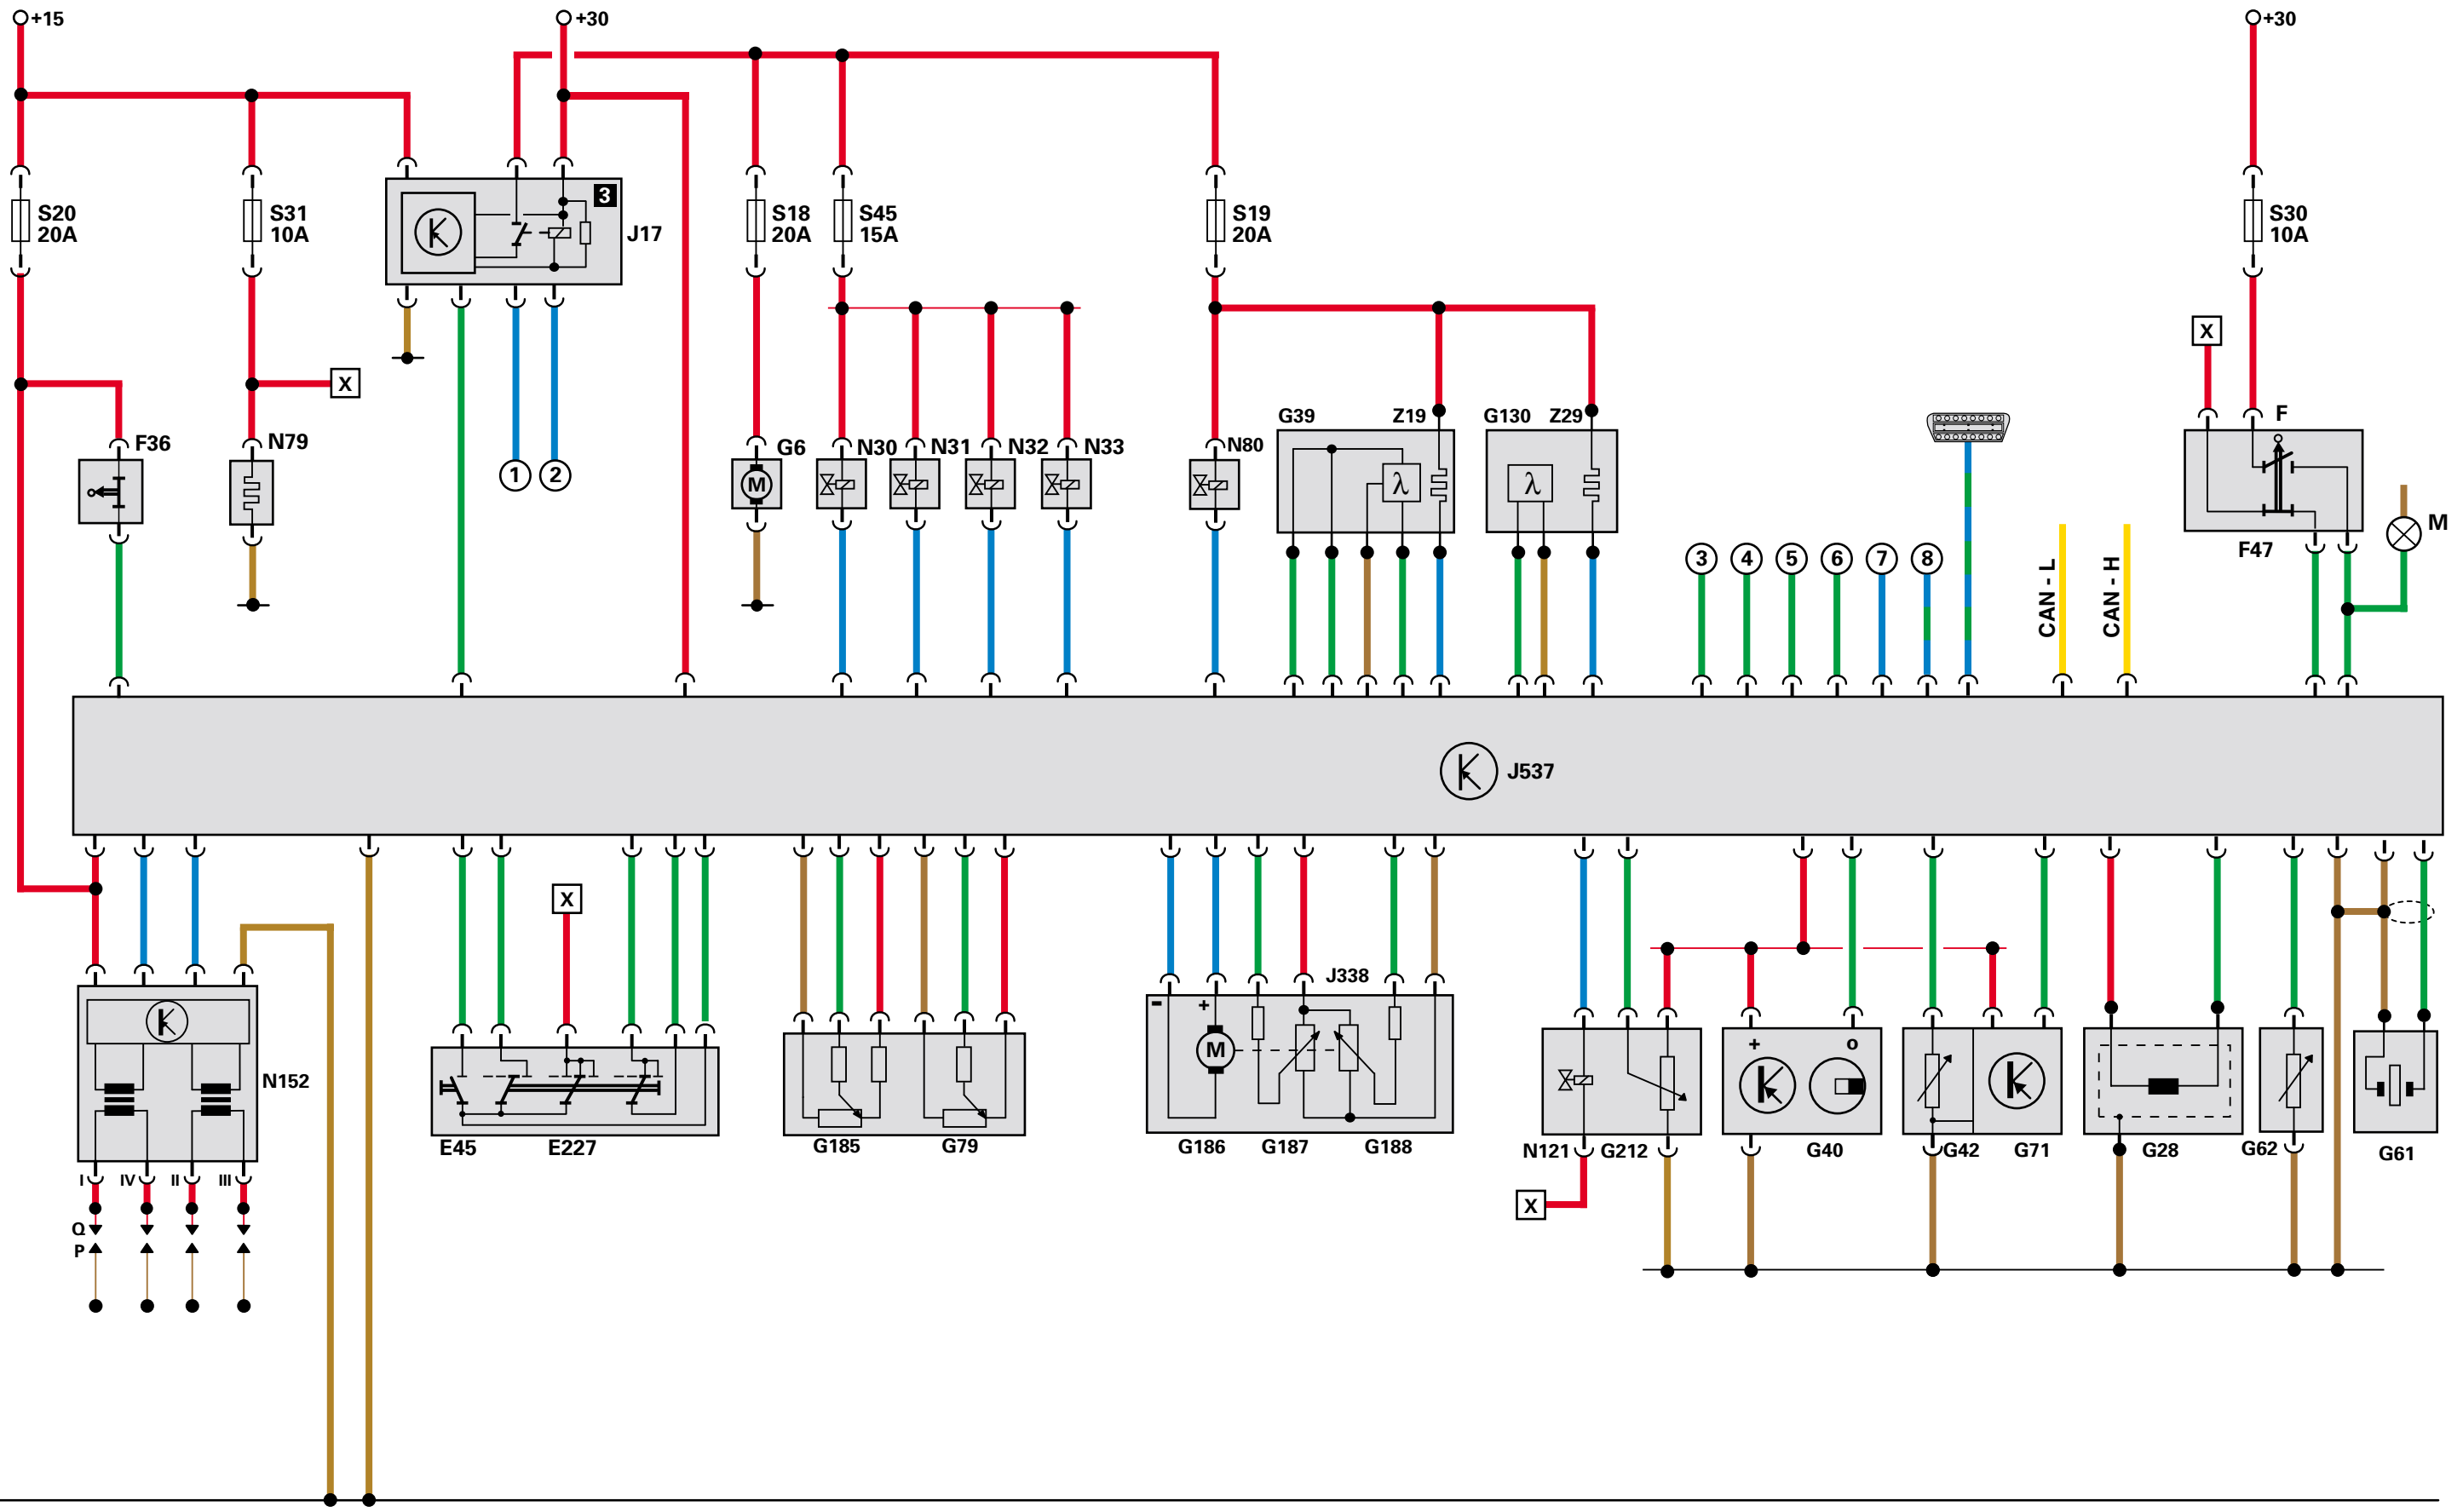 +15
+30
+30
3
S20
20A
S31
10A
J17
S18
20A
S45
15A
S19
20A
S30
10A
X
X
F36
N79
1
2
G6
M
N30
N31
N32
N33
N80
G39
Z19
λ
G130
Z29
λ
F
F47
M
3
4
5
6
7
8
CAN - L
CAN - H
J537
X
N152
I
IV
II
III
Q
P
E45
E227
G185
G79
J338
-
+
M
G186
G187
G188
N121
G212
X
+
o
G40
G42
G71
G28
G62
G61